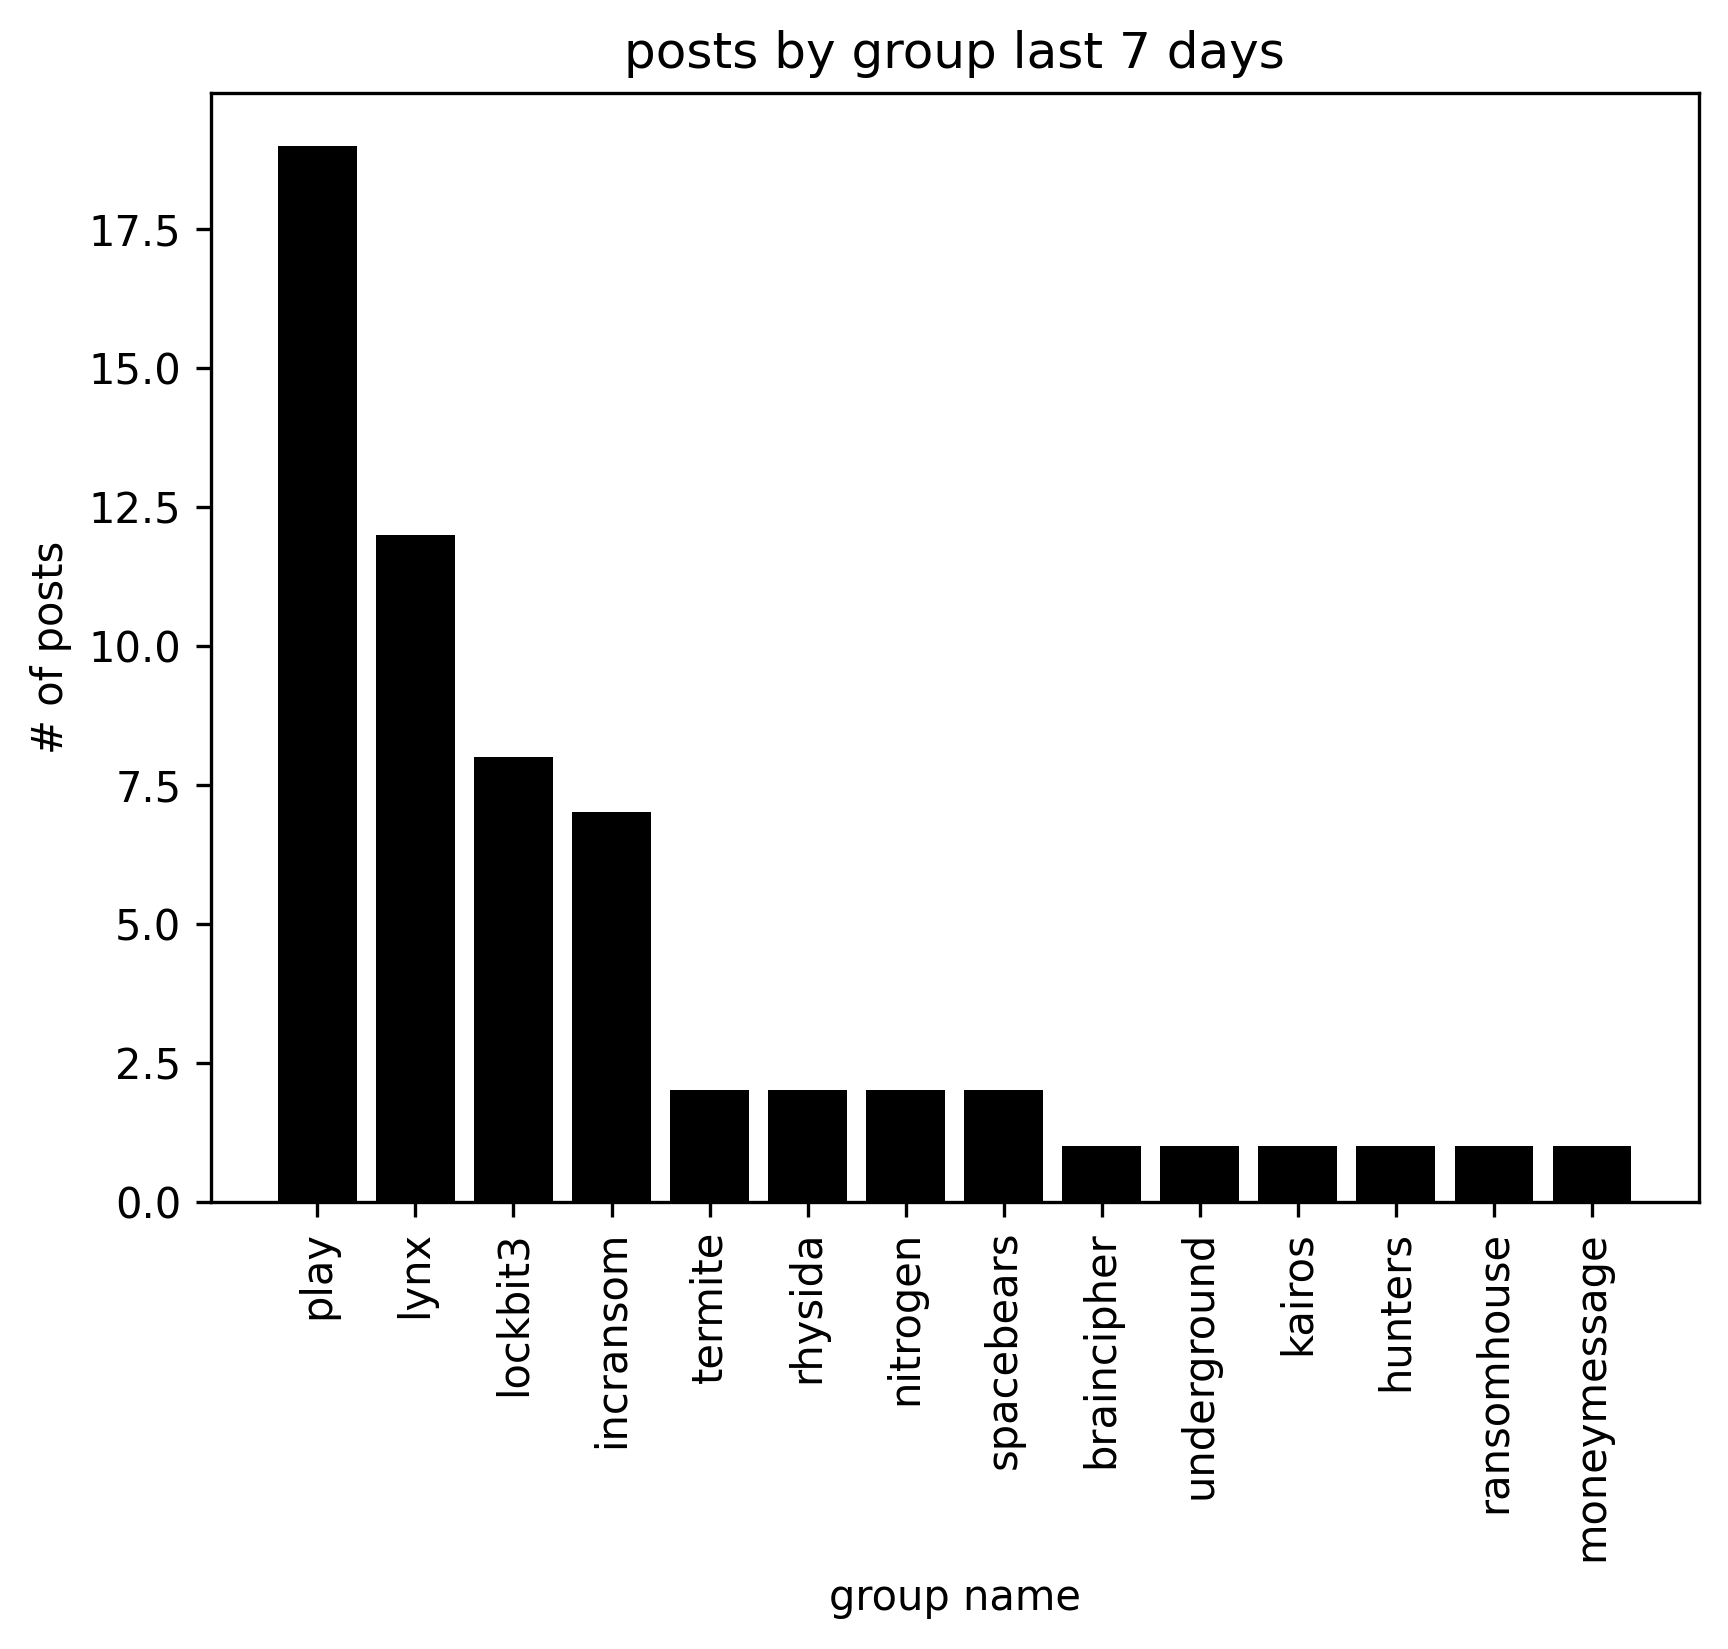 posts by group last 7 days
# of posts
17.5
15.0
12.5
10.0
7.5
5.0
2.5
0.0
play
lynx
lockbit3
incransom
termite
rhysida
nitrogen
spacebears
braincipher
underground
kairos
hunters
ransomhouse
moneymessage
group name